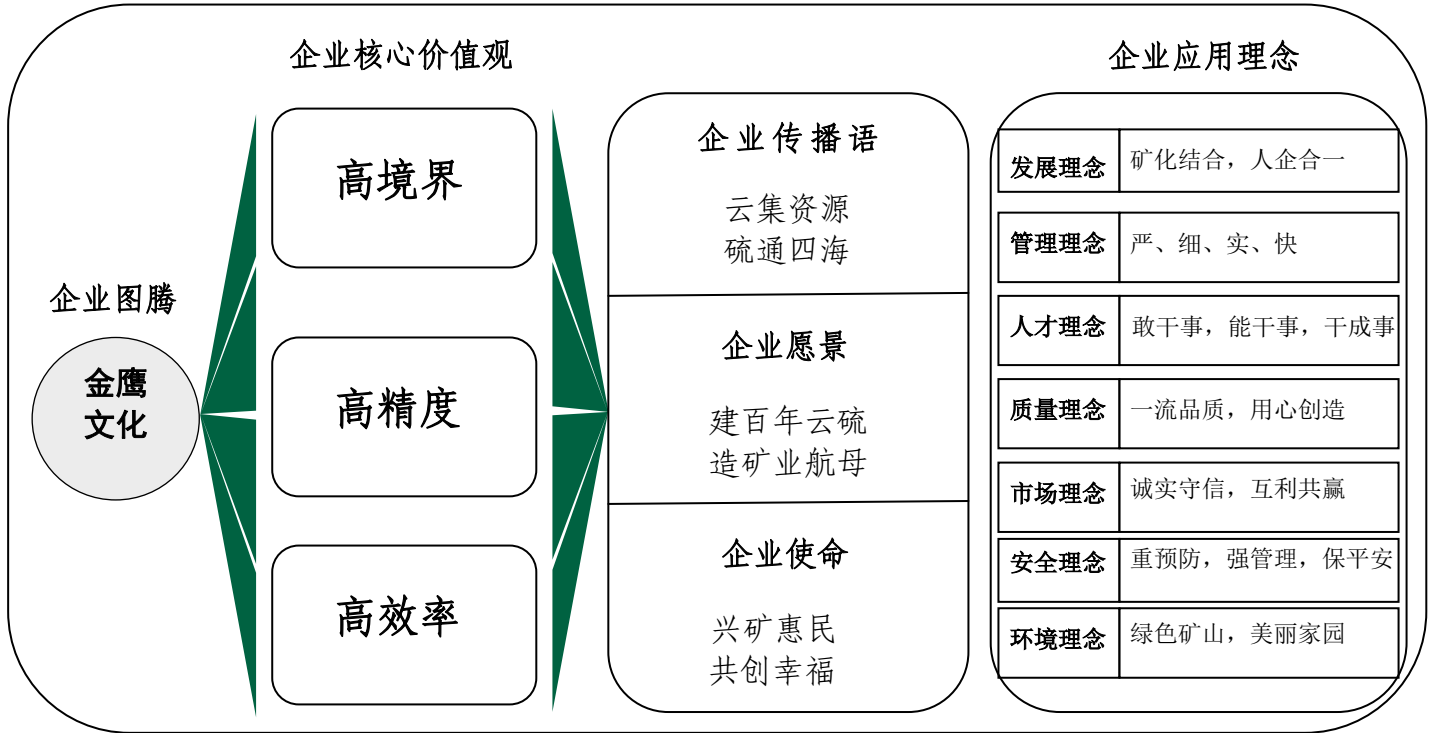 企业图腾
金鹰
文化
企业核心价值观
高境界
高精度
高效率
企业传播语
云集资源
硫通四海
企业愿景
建百年云硫
造矿业航母
企业使命
兴矿惠民
共创幸福
企业应用理念
发展理念 矿化结合，人企合一
管理理念 严、细、实、快
人才理念 敢干事，能干事，干成事
质量理念 一流品质，用心创造
市场理念 诚实守信，互利共赢
安全理念 重预防，强管理，保平安
环境理念 绿色矿山，美丽家园